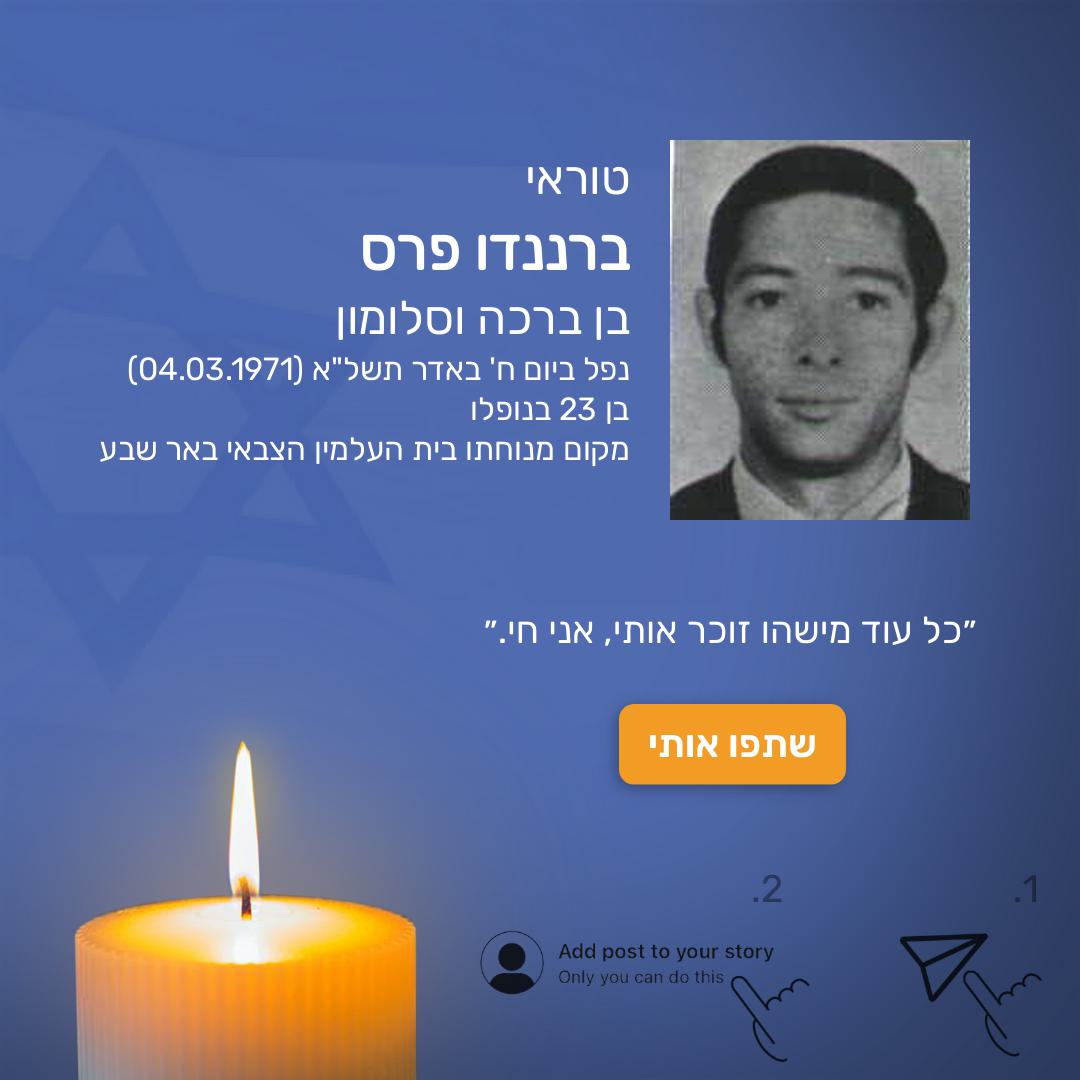 טוראי
ברננדו פרס
בן ברכה וסלומון
נפל ביום ח' באדר תשל"א (04.03.1971)
בן 23 בנופלו
מקום מנוחתו בית העלמין הצבאי באר שבע
״כל עוד מישהו זוכר אותי, אני חי.״
שתפו אותי
1.
2.
Add post to your story
Only you can do this